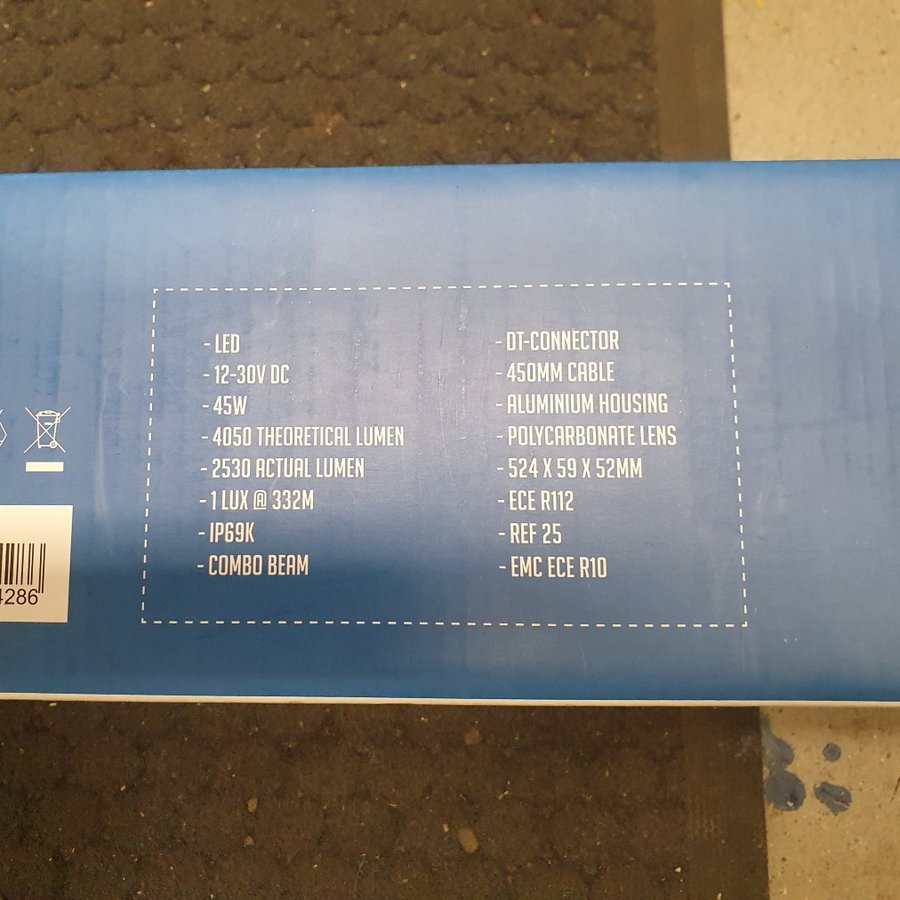 - LED
- 12-30V DC
- 45W
- 4050 THEORETICAL LUMEN
- 2530 ACTUAL LUMEN
- 1 LUX @ 332M
- IP69K
- COMBO BEAM
- DT-CONNECTOR
- 450MM CABLE
- ALUMINIUM HOUSING
- POLYCARBONATE LENS
- 524 X 59 X 52MM
- ECE R112
- REF 25
- EMC ECE R10
4286